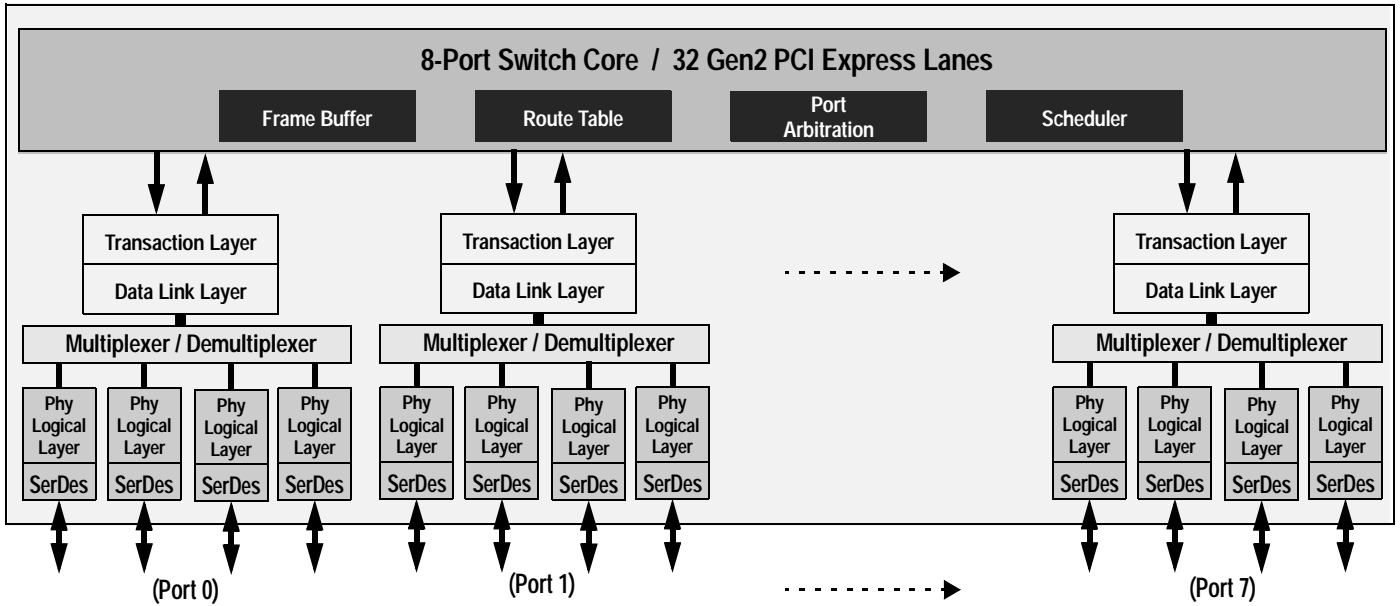 8-Port Switch Core / 32 Gen2 PCI Express Lanes
Frame Buffer
Route Table
Port
Arbitration
Scheduler
Transaction Layer
Data Link Layer
Multiplexer / Demultiplexer
Phy
Logical
Layer
SerDes
Phy
Logical
Layer
SerDes
Phy
Logical
Layer
SerDes
Phy
Logical
Layer
SerDes
(Port 0)
Transaction Layer
Data Link Layer
Multiplexer / Demultiplexer
Phy
Logical
Layer
SerDes
Phy
Logical
Layer
SerDes
Phy
Logical
Layer
SerDes
Phy
Logical
Layer
SerDes
(Port 1)
Transaction Layer
Data Link Layer
Multiplexer / Demultiplexer
Phy
Logical
Layer
SerDes
Phy
Logical
Layer
SerDes
Phy
Logical
Layer
SerDes
Phy
Logical
Layer
SerDes
(Port 7)